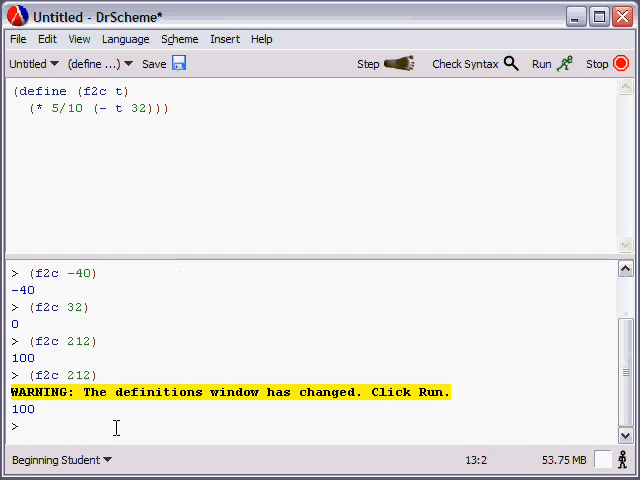 Untitled - DrScheme*
File Edit View Language Scheme Insert Help
Untitled (define ...) Save Step Check Syntax Run Stop
(define (f2c t)
(* 5/10 (- t 32)))
> (f2c -40)
-40
> (f2c 32)
0
> (f2c 212)
100
> (f2c 212)
WARNING: The definitions window has changed. Click Run.
100
>
Beginning Student 13:2 53.75 MB